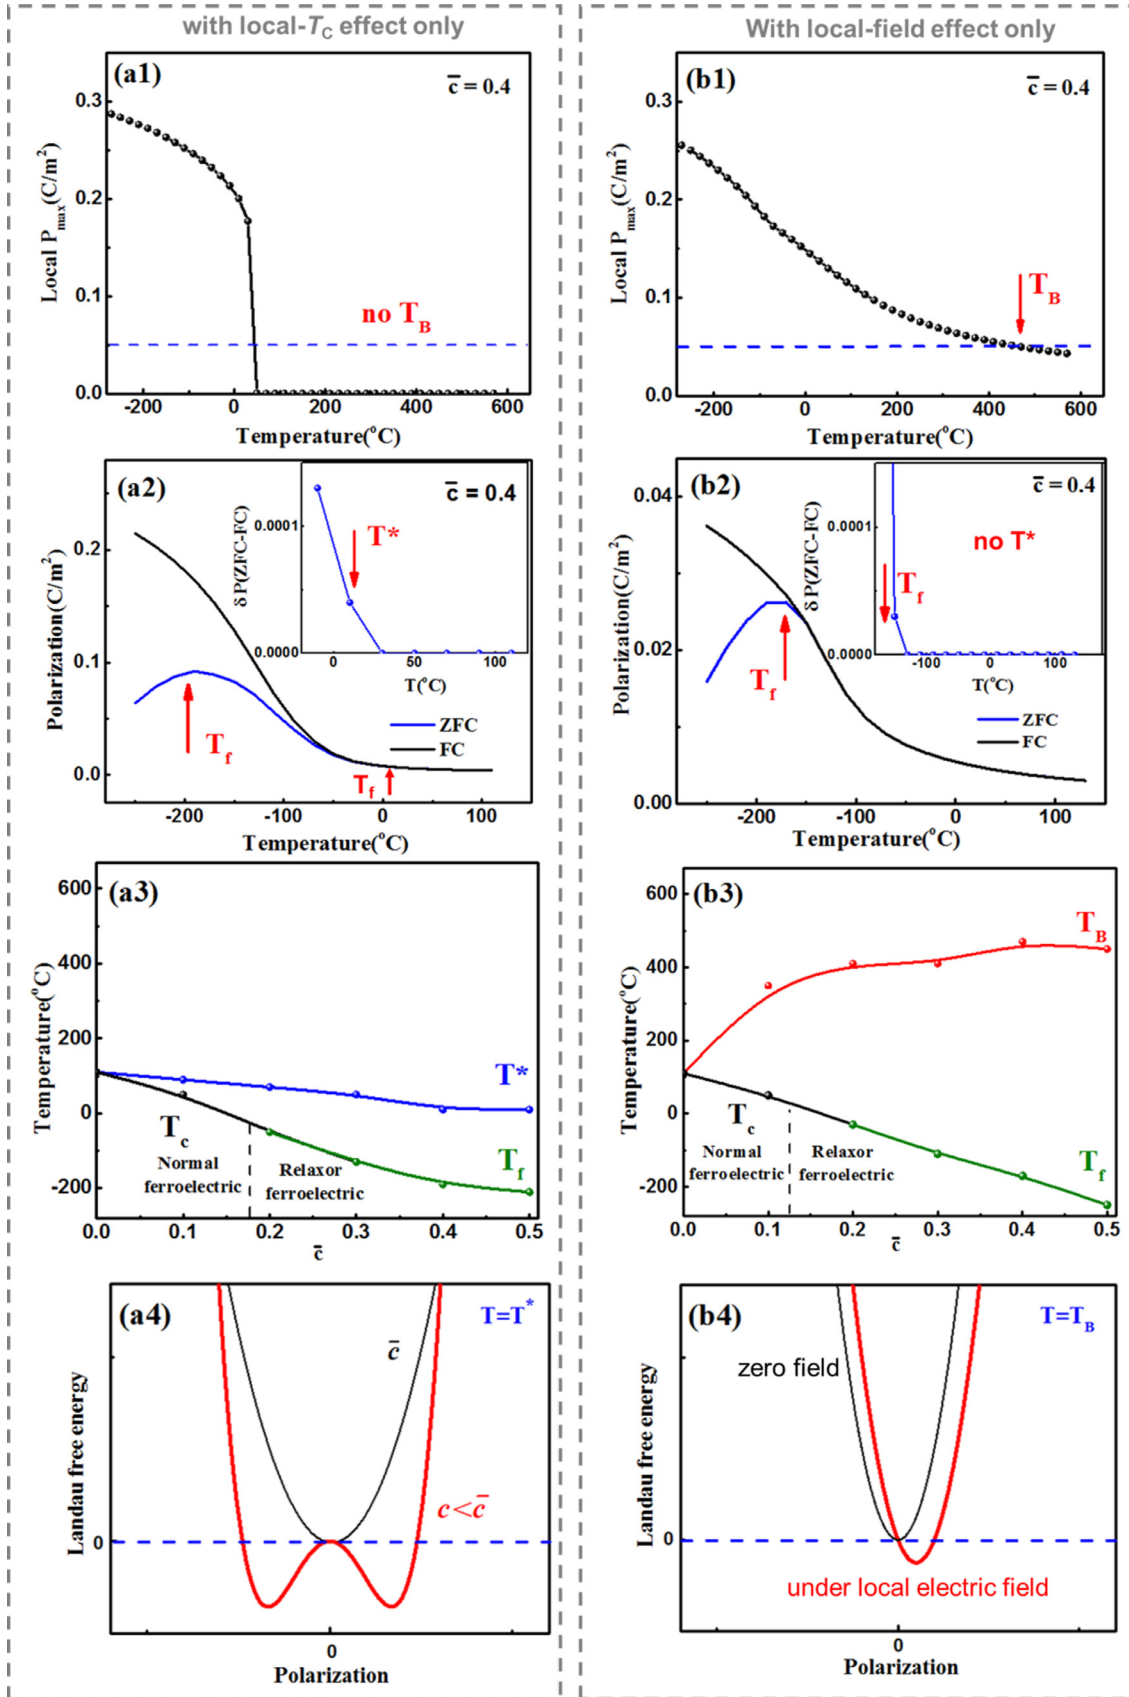 with local-T_C effect only
(a1)
c̄ = 0.4
0.3
0.2
0.1
0.0
Local P_max(C/m²)
no T_B
-200 0 200 400 600
Temperature(°C)
(a2)
c̄ = 0.4
0.2
0.1
0.0
Polarization(C/m²)
0.0001
0.0000
δ P(ZFC-FC)
T*
0 50 100
T(°C)
T_f
ZFC
FC
T_f
-200 -100 0 100
Temperature(°C)
(a3)
600
400
200
0
-200
Temperature(°C)
T*
T_c
Normal
ferroelectric
Relaxor
ferroelectric
T_f
0.0 0.1 0.2 0.3 0.4 0.5
c̄
(a4)
T=T*
c̄
c<c̄
Landau free energy
0
0
Polarization
With local-field effect only
(b1)
c̄ = 0.4
0.3
0.2
0.1
0.0
Local P_max(C/m²)
T_B
-200 0 200 400 600
Temperature(°C)
(b2)
c̄ = 0.4
0.04
0.02
0.00
Polarization(C/m²)
0.0001
0.0000
δ P(ZFC-FC)
no T*
T_f
-100 0 100
T(°C)
T_f
ZFC
FC
-200 -100 0 100
Temperature(°C)
(b3)
600
400
200
0
-200
Temperature(°C)
T_B
T_c
Normal
ferroelectric
Relaxor
ferroelectric
T_f
0.0 0.1 0.2 0.3 0.4 0.5
c̄
(b4)
T=T_B
zero field
under local electric field
Landau free energy
0
0
Polarization